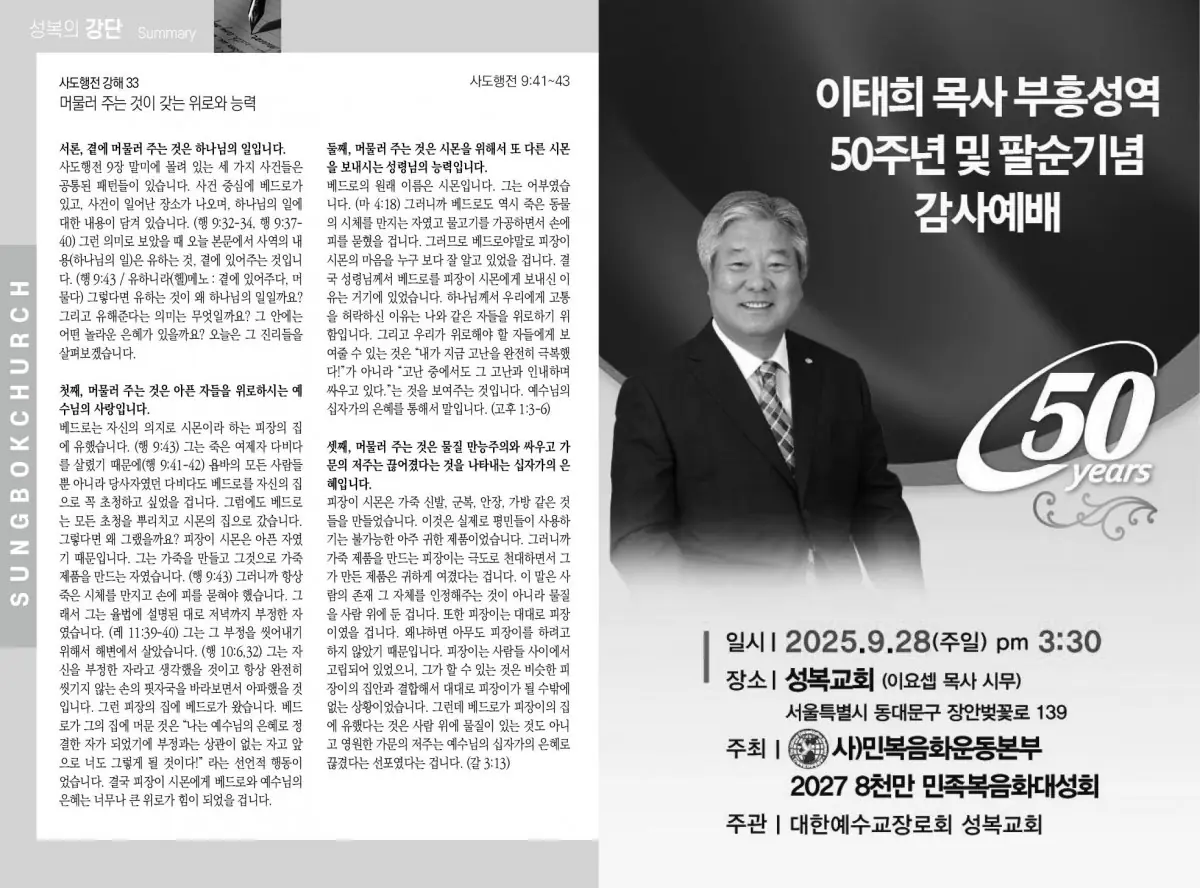 성복의 강단 Summary
SUNGBOKCHURCH
사도행전 강해 33
사도행전 9:41~43
머물러 주는 것이 갖는 위로와 능력
서론, 곁에 머물러 주는 것은 하나님의 일입니다.
사도행전 9장 말미에 몰려 있는 세 가지 사건들은
공통된 패턴들이 있습니다. 사건 중심에 베드로가
있고, 사건이 일어난 장소가 나오며, 하나님의 일에
대한 내용이 담겨 있습니다. (행 9:32-34, 행 9:37-
40) 그런 의미로 보았을 때 오늘 본문에서 사역의 내
용(하나님의 일)은 유하는 것, 곁에 있어주는 것입니
다. (행 9:43 / 유하니라(헬)메노 : 곁에 있어주다, 머
물다) 그렇다면 유하는 것이 왜 하나님의 일일까요?
그리고 유해준다는 의미는 무엇일까요? 그 안에는
어떤 놀라운 은혜가 있을까요? 오늘은 그 진리들을
살펴보겠습니다.
첫째, 머물러 주는 것은 아픈 자들을 위로하시는 예
수님의 사랑입니다.
베드로는 자신의 의지로 시몬이라 하는 피장의 집
에 유했습니다. (행 9:43) 그는 죽은 여제자 다비다
를 살렸기 때문에(행 9:41-42) 욥바의 모든 사람들
뿐 아니라 당사자였던 다비다도 베드로를 자신의 집
으로 꼭 초청하고 싶었을 겁니다. 그럼에도 베드로
는 모든 초청을 뿌리치고 시몬의 집으로 갔습니다.
그렇다면 왜 그랬을까요? 피장이 시몬은 아픈 자였
기 때문입니다. 그는 가죽을 만들고 그것으로 가죽
제품을 만드는 자였습니다. (행 9:43) 그러니까 항상
죽은 시체를 만지고 손에 피를 묻혀야 했습니다. 그
래서 그는 율법에 설명된 대로 저녁까지 부정한 자
였습니다. (레 11:39-40) 그는 그 부정을 씻어내기
위해서 해변에서 살았습니다. (행 10:6,32) 그는 자
신을 부정한 자라고 생각했을 것이고 항상 완전히
씻기지 않는 손의 핏자국을 바라보면서 아파했을 것
입니다. 그런 피장의 집에 베드로가 왔습니다. 베드
로가 그의 집에 머문 것은 “나는 예수님의 은혜로 정
결한 자가 되었기에 부정과는 상관이 없는 자고 앞
으로 너도 그렇게 될 것이다!” 라는 선언적 행동이
었습니다. 결국 피장이 시몬에게 베드로와 예수님의
은혜는 너무나 큰 위로가 힘이 되었을 겁니다.
둘째, 머물러 주는 것은 시몬을 위해서 또 다른 시몬
을 보내시는 성령님의 능력입니다.
베드로의 원래 이름은 시몬입니다. 그는 어부였습
니다. (마 4:18) 그러니까 베드로도 역시 죽은 동물
의 시체를 만지는 자였고 물고기를 가공하면서 손에
피를 묻혔을 겁니다. 그러므로 베드로야말로 피장이
시몬의 마음을 누구 보다 잘 알고 있었을 겁니다. 결
국 성령님께서 베드로를 피장이 시몬에게 보내신 이
유는 거기에 있었습니다. 하나님께서 우리에게 고통
을 허락하신 이유는 나와 같은 자들을 위로하기 위
함입니다. 그리고 우리가 위로해야 할 자들에게 보
여줄 수 있는 것은 “내가 지금 고난을 완전히 극복했
다!”가 아니라 “고난 중에서도 그 고난과 인내하며
싸우고 있다.”는 것을 보여주는 것입니다. 예수님의
십자가의 은혜를 통해서 말입니다. (고후 1:3-6)
셋째, 머물러 주는 것은 물질 만능주의와 싸우고 가
문의 저주는 끊어졌다는 것을 나타내는 십자가의 은
혜입니다.
피장이 시몬은 가죽 신발, 군복, 안장, 가방 같은 것
들을 만들었습니다. 이것은 실제로 평민들이 사용하
기는 불가능한 아주 귀한 제품이었습니다. 그러니까
가죽 제품을 만드는 피장이는 극도로 천대하면서 그
가 만든 제품은 귀하게 여겼다는 겁니다. 이 말은 사
람의 존재 그 자체를 인정해주는 것이 아니라 물질
을 사람 위에 둔 겁니다. 또한 피장이는 대대로 피장
이였을 겁니다. 왜냐하면 아무도 피장이를 하려고
하지 않았기 때문입니다. 피장이는 사람들 사이에서
고립되어 있었으니, 그가 할 수 있는 것은 비슷한 피
장이의 집안과 결합해서 대대로 피장이가 될 수밖에
없는 상황이었습니다. 그런데 베드로가 피장이의 집
에 유했다는 것은 사람 위에 물질이 있는 것도 아니
고 영원한 가문의 저주는 예수님의 십자가의 은혜로
끊겼다는 선포였다는 겁니다. (갈 3:13)
이태희 목사 부흥성역
50주년 및 팔순기념
감사예배
50
years
일시 | 2025.9.28(주일) pm 3:30
장소 | 성복교회 (이요셉 목사 시무)
서울특별시 동대문구 장안벚꽃로 139
주최 | 사)민복음화운동본부
2027 8천만 민족복음화대성회
주관 | 대한예수교장로회 성복교회